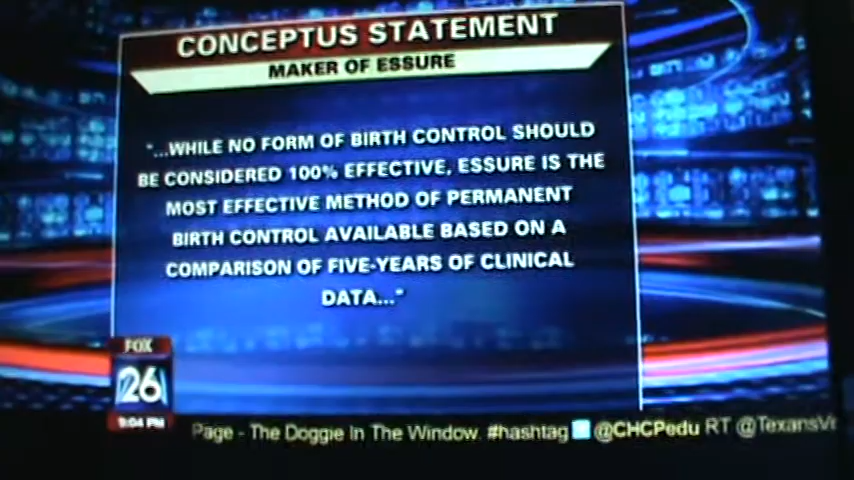 CONCEPTUS STATEMENT
MAKER OF ESSURE
"...WHILE NO FORM OF BIRTH CONTROL SHOULD
BE CONSIDERED 100% EFFECTIVE, ESSURE IS THE
MOST EFFECTIVE METHOD OF PERMANENT
BIRTH CONTROL AVAILABLE BASED ON A
COMPARISON OF FIVE-YEARS OF CLINICAL
DATA..."
FOX
26
9:04 PM
Page - The Doggie In The Window. #hashtag @CHCPedu RT @TexansV